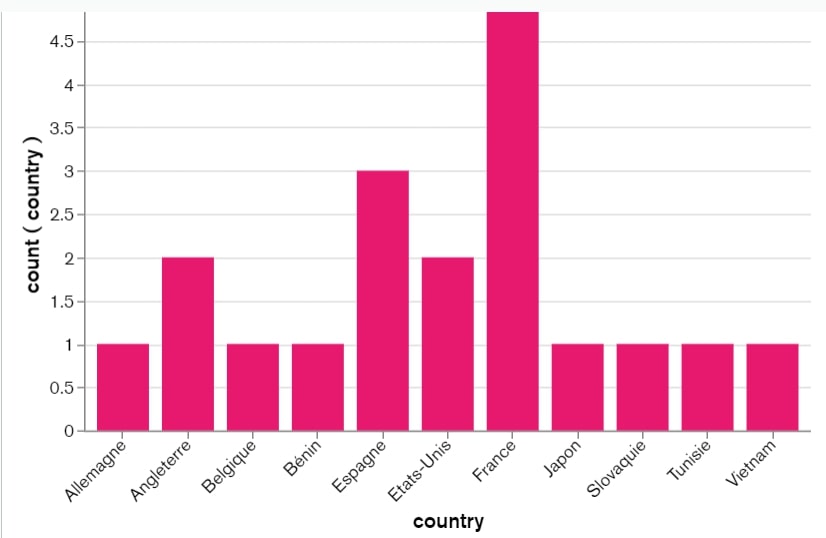 4.5
4
3.5
3
2.5
2
1.5
1
0.5
0
count ( country )
Allemagne
Angleterre
Belgique
Bénin
Espagne
Etats-Unis
France
Japon
Slovaquie
Tunisie
Vietnam
country